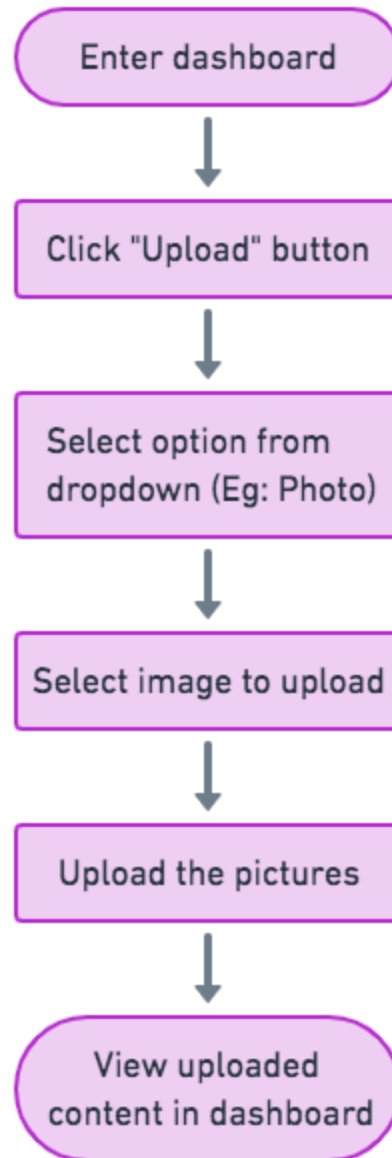 Enter dashboard
Click "Upload" button
Select option from
dropdown (Eg: Photo)
Select image to upload
Upload the pictures
View uploaded
content in dashboard